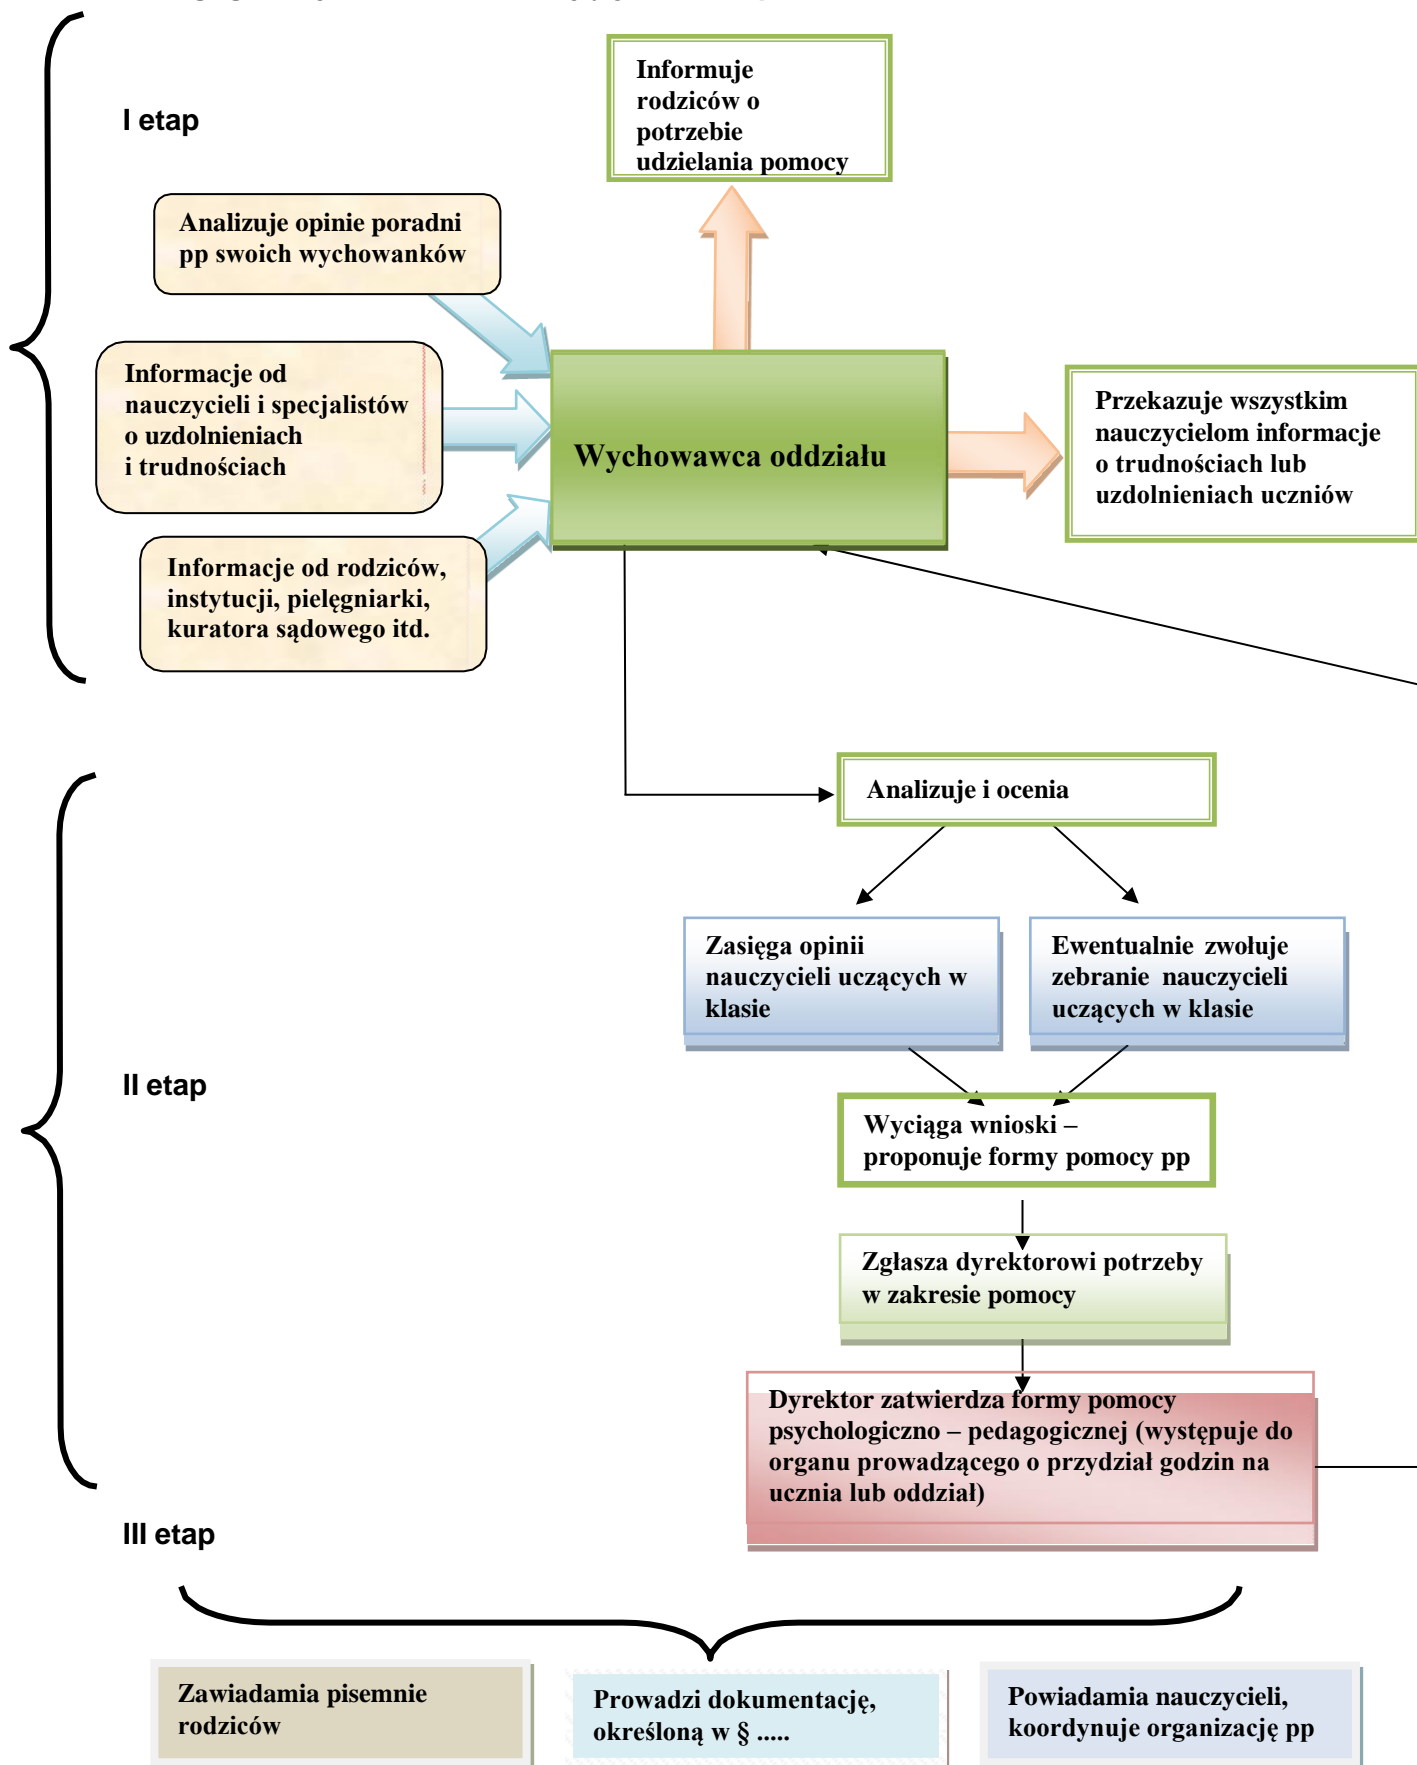 I etap
Informuje
rodziców o
potrzebie
udzielania pomocy
Analizuje opinie poradni
pp swoich wychowanków
Informacje od
nauczycieli i specjalistów
o uzdolnieniach
i trudnościach
Wychowawca oddziału
Przekazuje wszystkim
nauczycielom informacje
o trudnościach lub
uzdolnieniach uczniów
Informacje od rodziców,
instytucji, pielęgniarki,
kuratora sądowego itd.
Analizuje i ocenia
Zasięga opinii
nauczycieli uczących w
klasie
Ewentualnie zwołuje
zebranie nauczycieli
uczących w klasie
II etap
Wyciąga wnioski –
proponuje formy pomocy pp
Zgłasza dyrektorowi potrzeby
w zakresie pomocy
Dyrektor zatwierdza formy pomocy
psychologiczno – pedagogicznej (występuje do
organu prowadzącego o przydział godzin na
ucznia lub oddział)
III etap
Zawiadamia pisemnie
rodziców
Prowadzi dokumentację,
określoną w § .....
Powiadamia nauczycieli,
koordynuje organizację pp